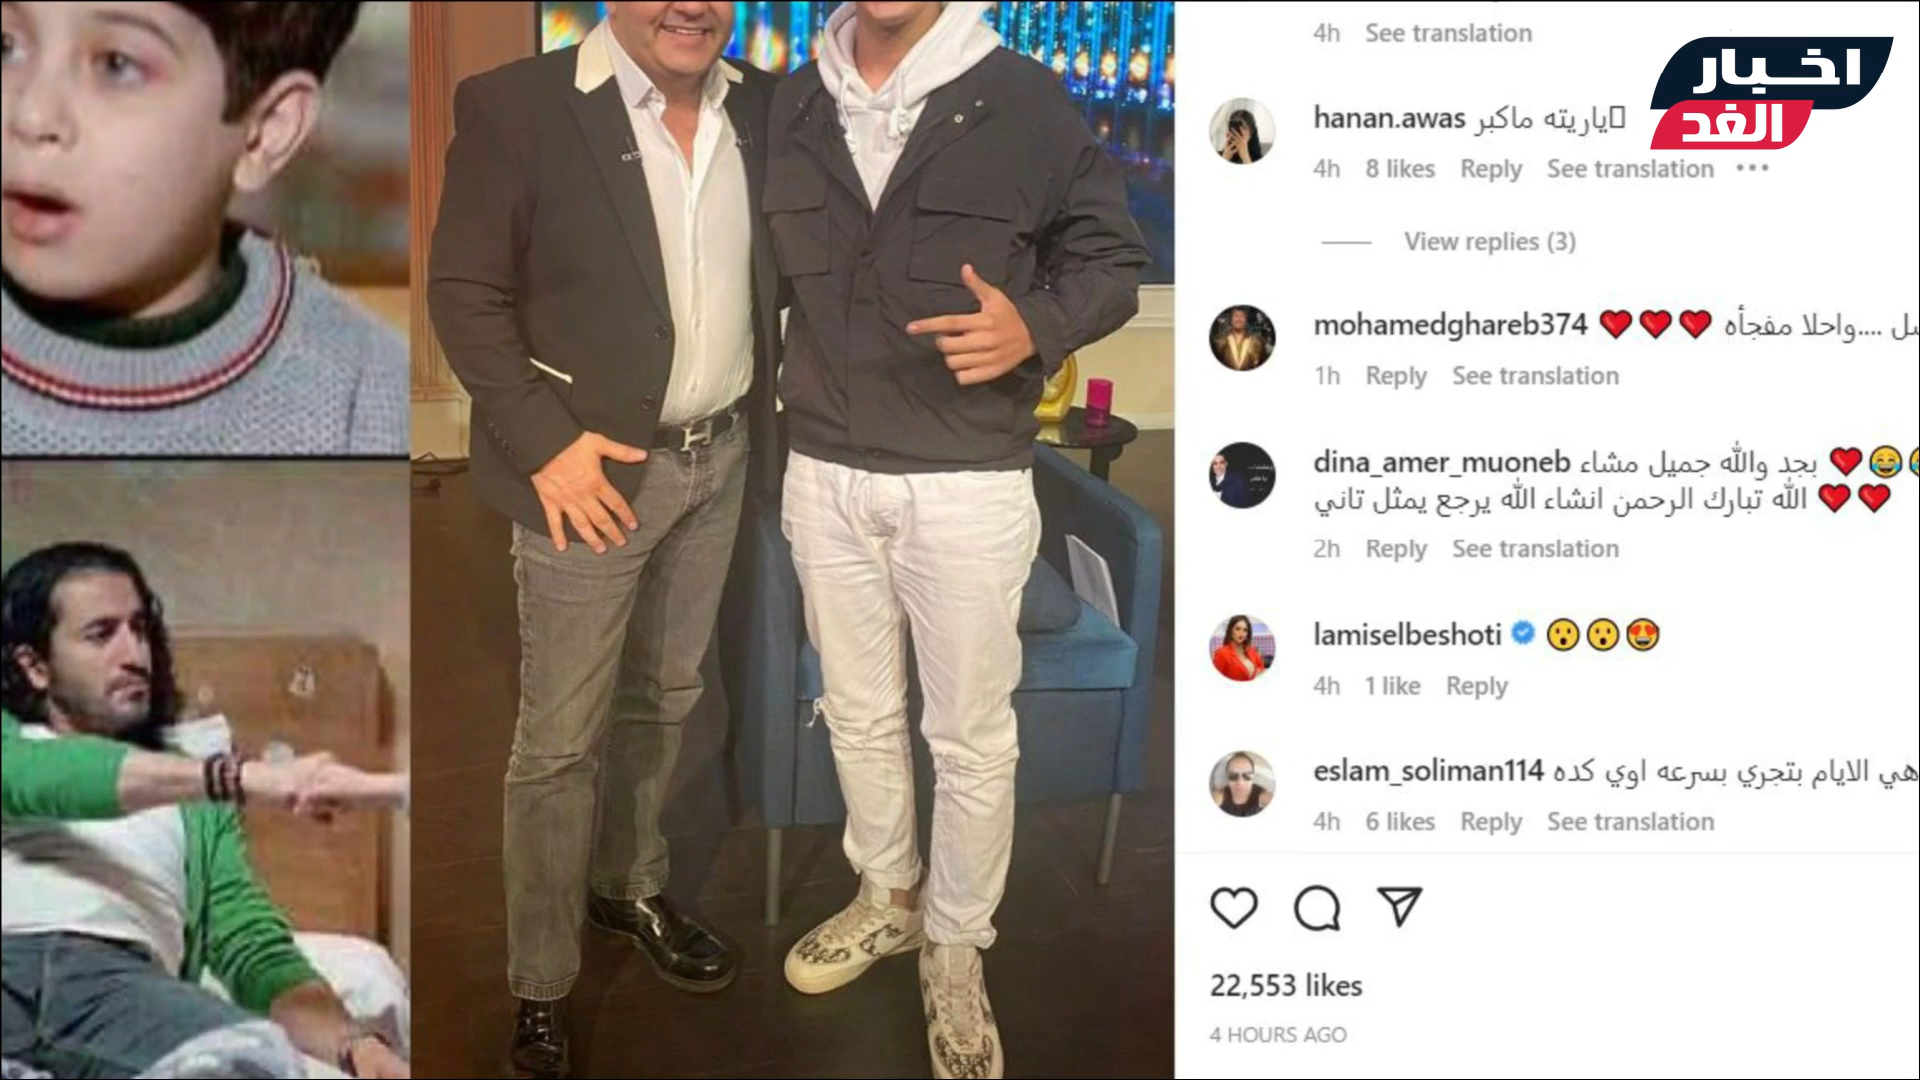 4h See translation
اخبار
الغد
hanan.awas ياريته ماكبر
4h 8 likes Reply See translation •••
View replies (3)
mohamedghareb374 ❤❤❤ واحلا مفجأه....
1h Reply See translation
dina_amer_muoneb بجد والله جميل مشاء ❤😂
الله تبارك الرحمن انشاء الله يرجع يمثل تاني ❤❤
2h Reply See translation
lamiselbeshoti 😮😮😍
4h 1 like Reply
eslam_soliman114 هي الايام بتجري بسرعه اوي كده
4h 6 likes Reply See translation
22,553 likes
4 HOURS AGO